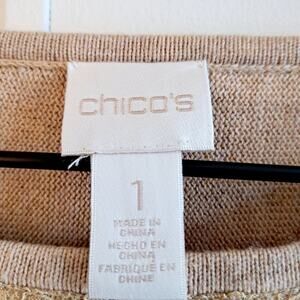 chico's
1
MADE IN
CHINA
HECHO EN
CHINA
FABRIQUÉ EN
CHINE